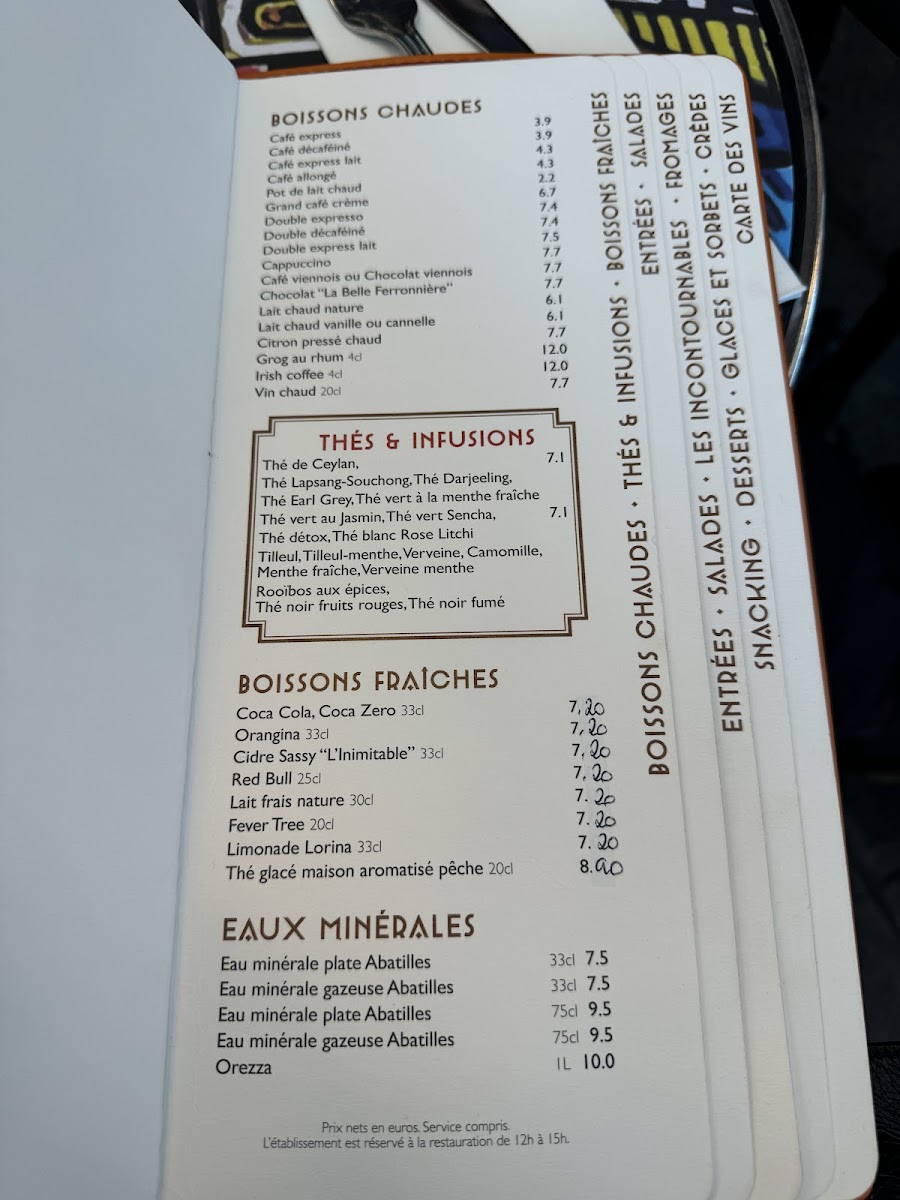 BOISSONS CHAUDES
Café express 3.9
Café décaféiné 3.9
Café express lait 4.3
Café allongé 4.3
Pot de lait chaud 2.2
Grand café crème 6.7
Double expresso 7.4
Double décaféiné 7.4
Double express lait 7.5
Cappuccino 7.7
Café viennois ou Chocolat viennois 7.7
Chocolat "La Belle Ferronnière" 7.7
Lait chaud nature 6.1
Lait chaud vanille ou cannelle 6.1
Citron pressé chaud 7.7
Grog au rhum 4cl 12.0
Irish coffee 4cl 12.0
Vin chaud 20cl 7.7
THÉS & INFUSIONS
Thé de Ceylan, 7.1
Thé Lapsang-Souchong, Thé Darjeeling,
Thé Earl Grey, Thé vert à la menthe fraîche
Thé vert au Jasmin, Thé vert Sencha, 7.1
Thé détox, Thé blanc Rose Litchi
Tilleul, Tilleul-menthe, Verveine, Camomille,
Menthe fraîche, Verveine menthe
Rooïbos aux épices,
Thé noir fruits rouges, Thé noir fumé
BOISSONS FRAÎCHES
Coca Cola, Coca Zero 33cl 7,20
Orangina 33cl 7,20
Cidre Sassy "L'Inimitable" 33cl 7,20
Red Bull 25cl 7.20
Lait frais nature 30cl 7.20
Fever Tree 20cl 7.20
Limonade Lorina 33cl 7.20
Thé glacé maison aromatisé pêche 20cl 8.90
EAUX MINÉRALES
Eau minérale plate Abatilles 33cl 7.5
Eau minérale gazeuse Abatilles 33cl 7.5
Eau minérale plate Abatilles 75cl 9.5
Eau minérale gazeuse Abatilles 75cl 9.5
Orezza 1L 10.0
Prix nets en euros. Service compris.
L'établissement est réservé à la restauration de 12h à 15h.
BOISSONS CHAUDES · THÉS & INFUSIONS · BOISSONS FRAÎCHES
ENTRÉES · SALADES
ENTRÉES · SALADES · LES INCONTOURNABLES · FROMAGES
SNACKING · DESSERTS · GLACES ET SORBETS · CRÊPES
CARTE DES VINS